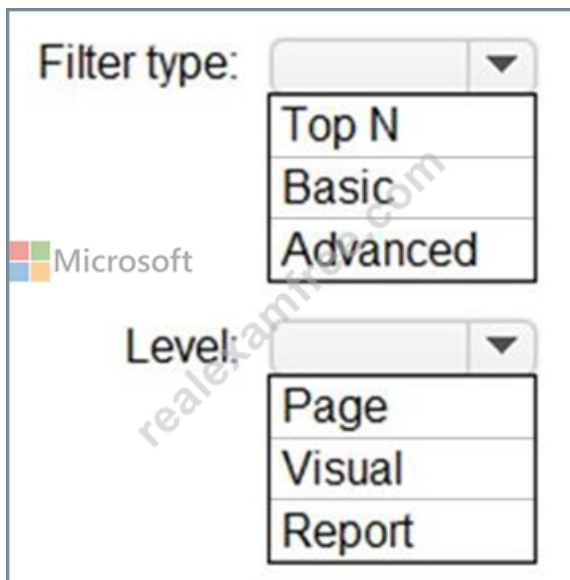 Filter type:
Top N
Basic
Advanced
Microsoft
Level:
Page
Visual
Report
realexamfree.com